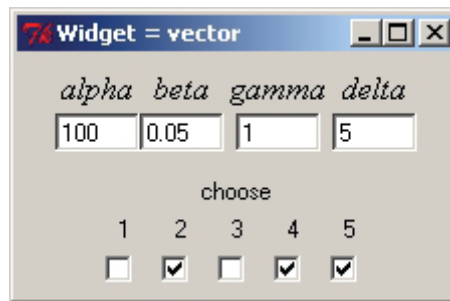 Widget = vector
alpha beta gamma delta
100 0.05 1 5
choose
1 2 3 4 5